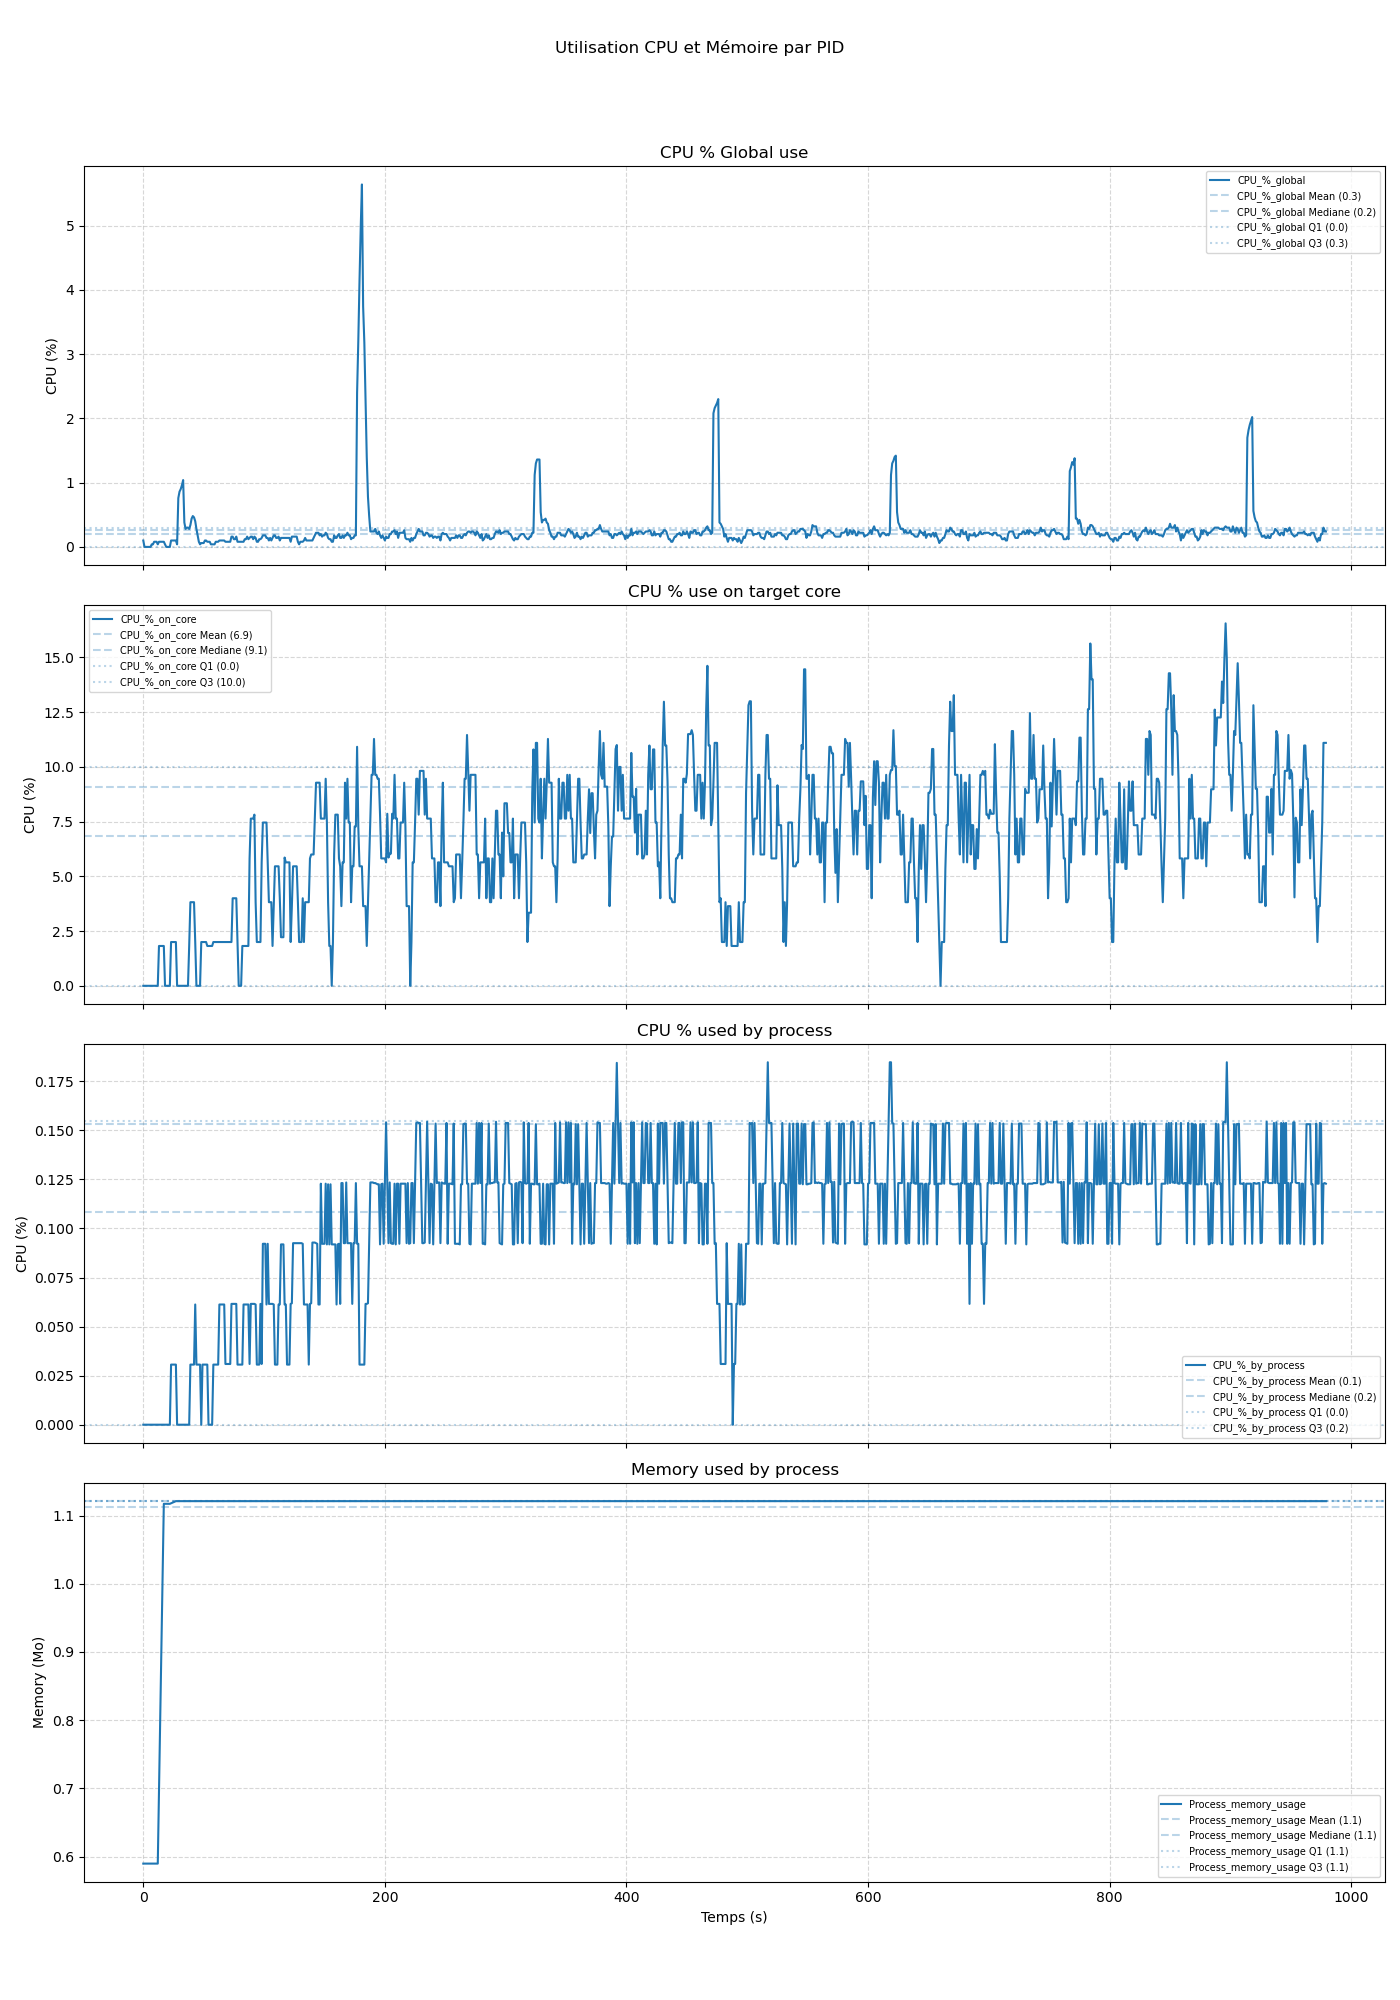 Utilisation CPU et Mémoire par PID
CPU % Global use
CPU (%)
5
4
3
2
1
0
CPU_%_global
CPU_%_global Mean (0.3)
CPU_%_global Mediane (0.2)
CPU_%_global Q1 (0.0)
CPU_%_global Q3 (0.3)
CPU % use on target core
CPU (%)
15.0
12.5
10.0
7.5
5.0
2.5
0.0
CPU_%_on_core
CPU_%_on_core Mean (6.9)
CPU_%_on_core Mediane (9.1)
CPU_%_on_core Q1 (0.0)
CPU_%_on_core Q3 (10.0)
CPU % used by process
CPU (%)
0.175
0.150
0.125
0.100
0.075
0.050
0.025
0.000
CPU_%_by_process
CPU_%_by_process Mean (0.1)
CPU_%_by_process Mediane (0.2)
CPU_%_by_process Q1 (0.0)
CPU_%_by_process Q3 (0.2)
Memory used by process
Memory (Mo)
1.1
1.0
0.9
0.8
0.7
0.6
Process_memory_usage
Process_memory_usage Mean (1.1)
Process_memory_usage Mediane (1.1)
Process_memory_usage Q1 (1.1)
Process_memory_usage Q3 (1.1)
0 200 400 600 800 1000
Temps (s)